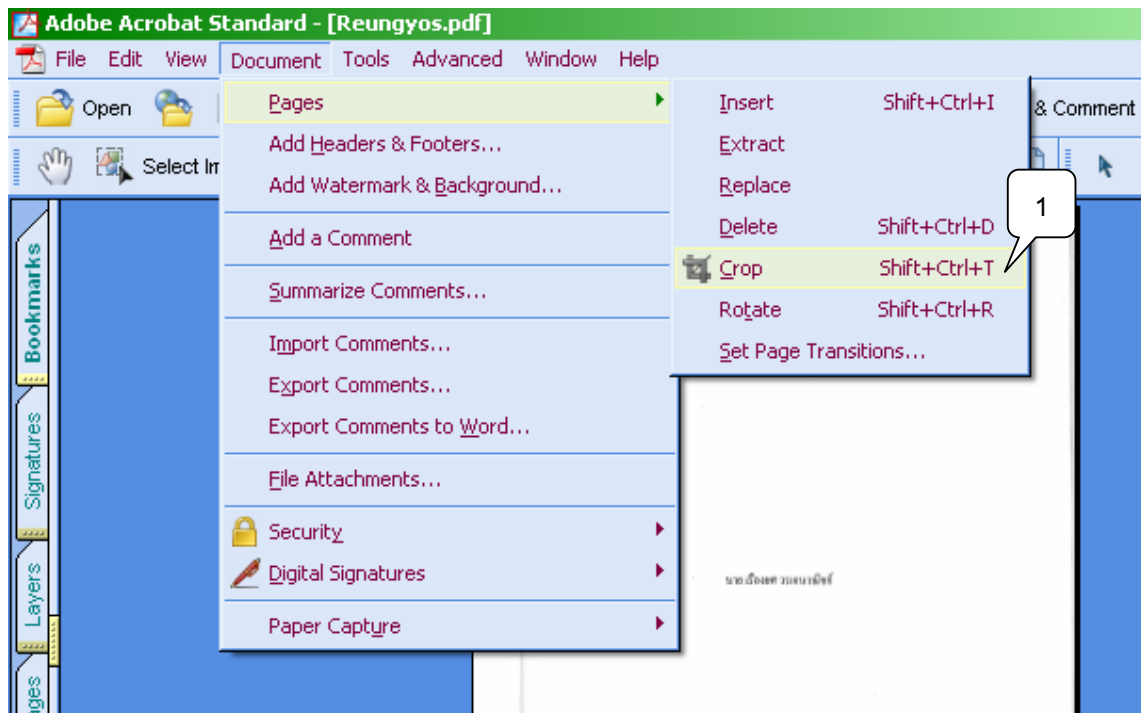 Adobe Acrobat Standard - [Reungyos.pdf]
File Edit View Document Tools Advanced Window Help
Open
& Comment
Select Im
Pages
Add Headers & Footers...
Add Watermark & Background...
Add a Comment
Summarize Comments...
Import Comments...
Export Comments...
Export Comments to Word...
File Attachments...
Security
Digital Signatures
Paper Capture
Insert Shift+Ctrl+I
Extract
Replace
Delete Shift+Ctrl+D
Crop Shift+Ctrl+T
Rotate Shift+Ctrl+R
Set Page Transitions...
1
Bookmarks
Signatures
Layers
ges